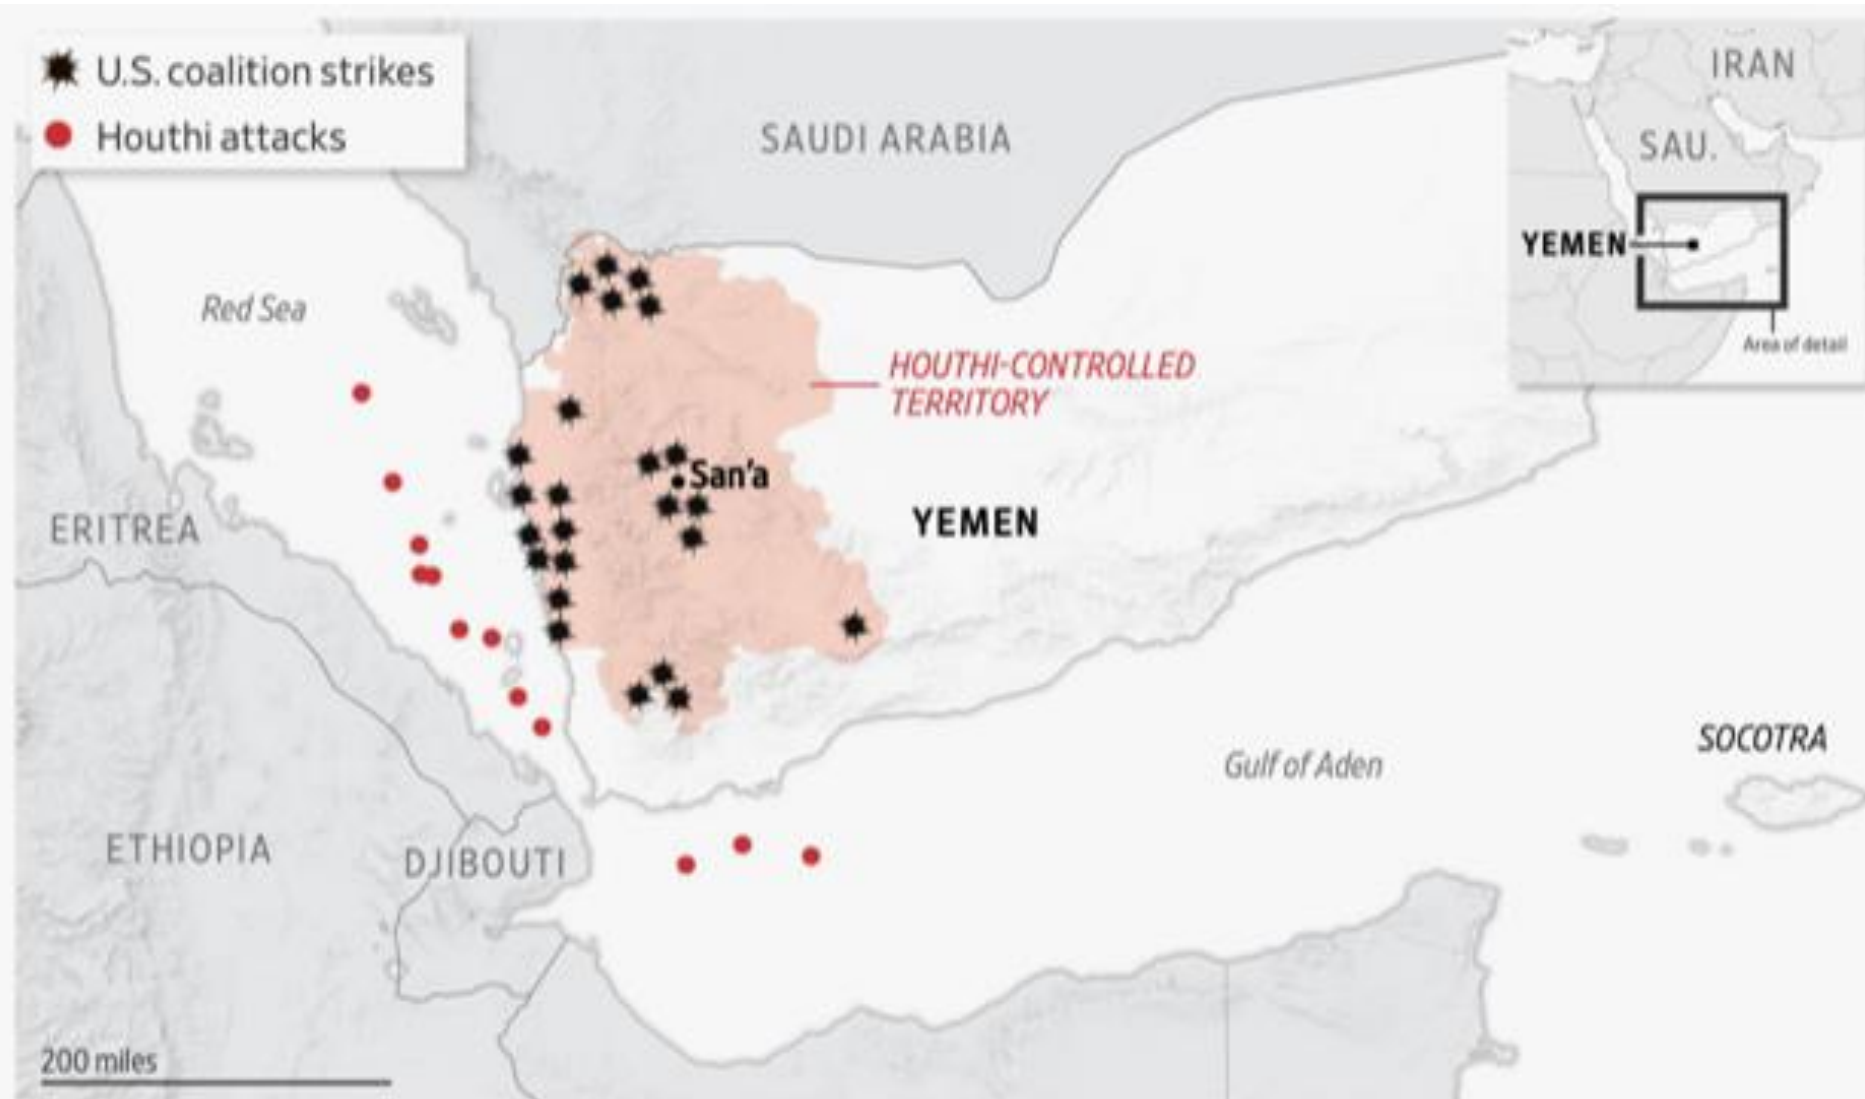 U.S. coalition strikes
Houthi attacks
SAUDI ARABIA
IRAN
SAU.
YEMEN
Area of detail
Red Sea
HOUTHI-CONTROLLED
TERRITORY
San'a
YEMEN
ERITREA
SOCOTRA
Gulf of Aden
ETHIOPIA
DJIBOUTI
200 miles